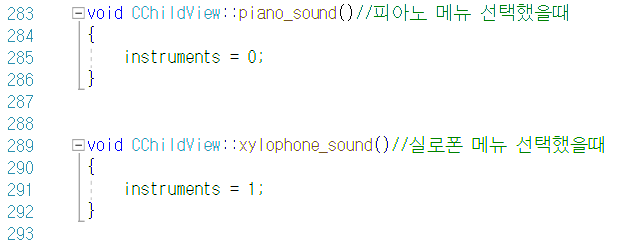 283 void CChildView::piano_sound()//피아노 메뉴 선택했을때
284 {
285 instruments = 0;
286 }
287
288
289 void CChildView::xylophone_sound()//실로폰 메뉴 선택했을때
290 {
291 instruments = 1;
292 }
293